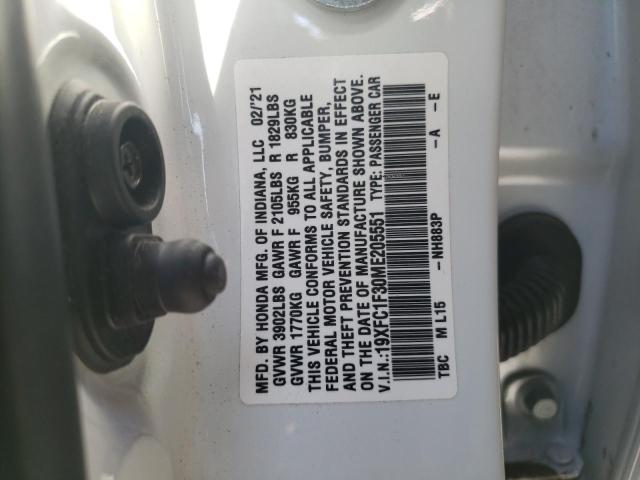 MFD. BY HONDA MFG. OF INDIANA, LLC 02/'21
GVWR 3902LBS GAWR F 2105LBS R 1829LBS
GVWR 1770KG GAWR F 955KG R 830KG
THIS VEHICLE CONFORMS TO ALL APPLICABLE
FEDERAL MOTOR VEHICLE SAFETY, BUMPER,
AND THEFT PREVENTION STANDARDS IN EFFECT
ON THE DATE OF MANUFACTURE SHOWN ABOVE.
V.I.N.:19XFC1F30ME205551 TYPE: PASSENGER CAR
TBC M L15 -NH883P -A -E